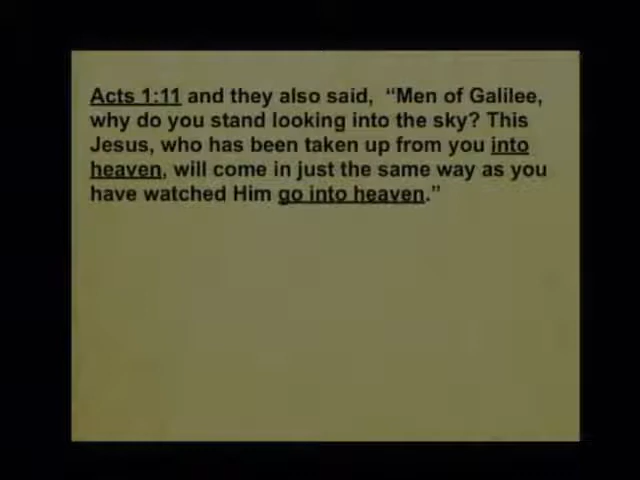 Acts 1:11 and they also said, “Men of Galilee,
why do you stand looking into the sky? This
Jesus, who has been taken up from you into
heaven, will come in just the same way as you
have watched Him go into heaven.”